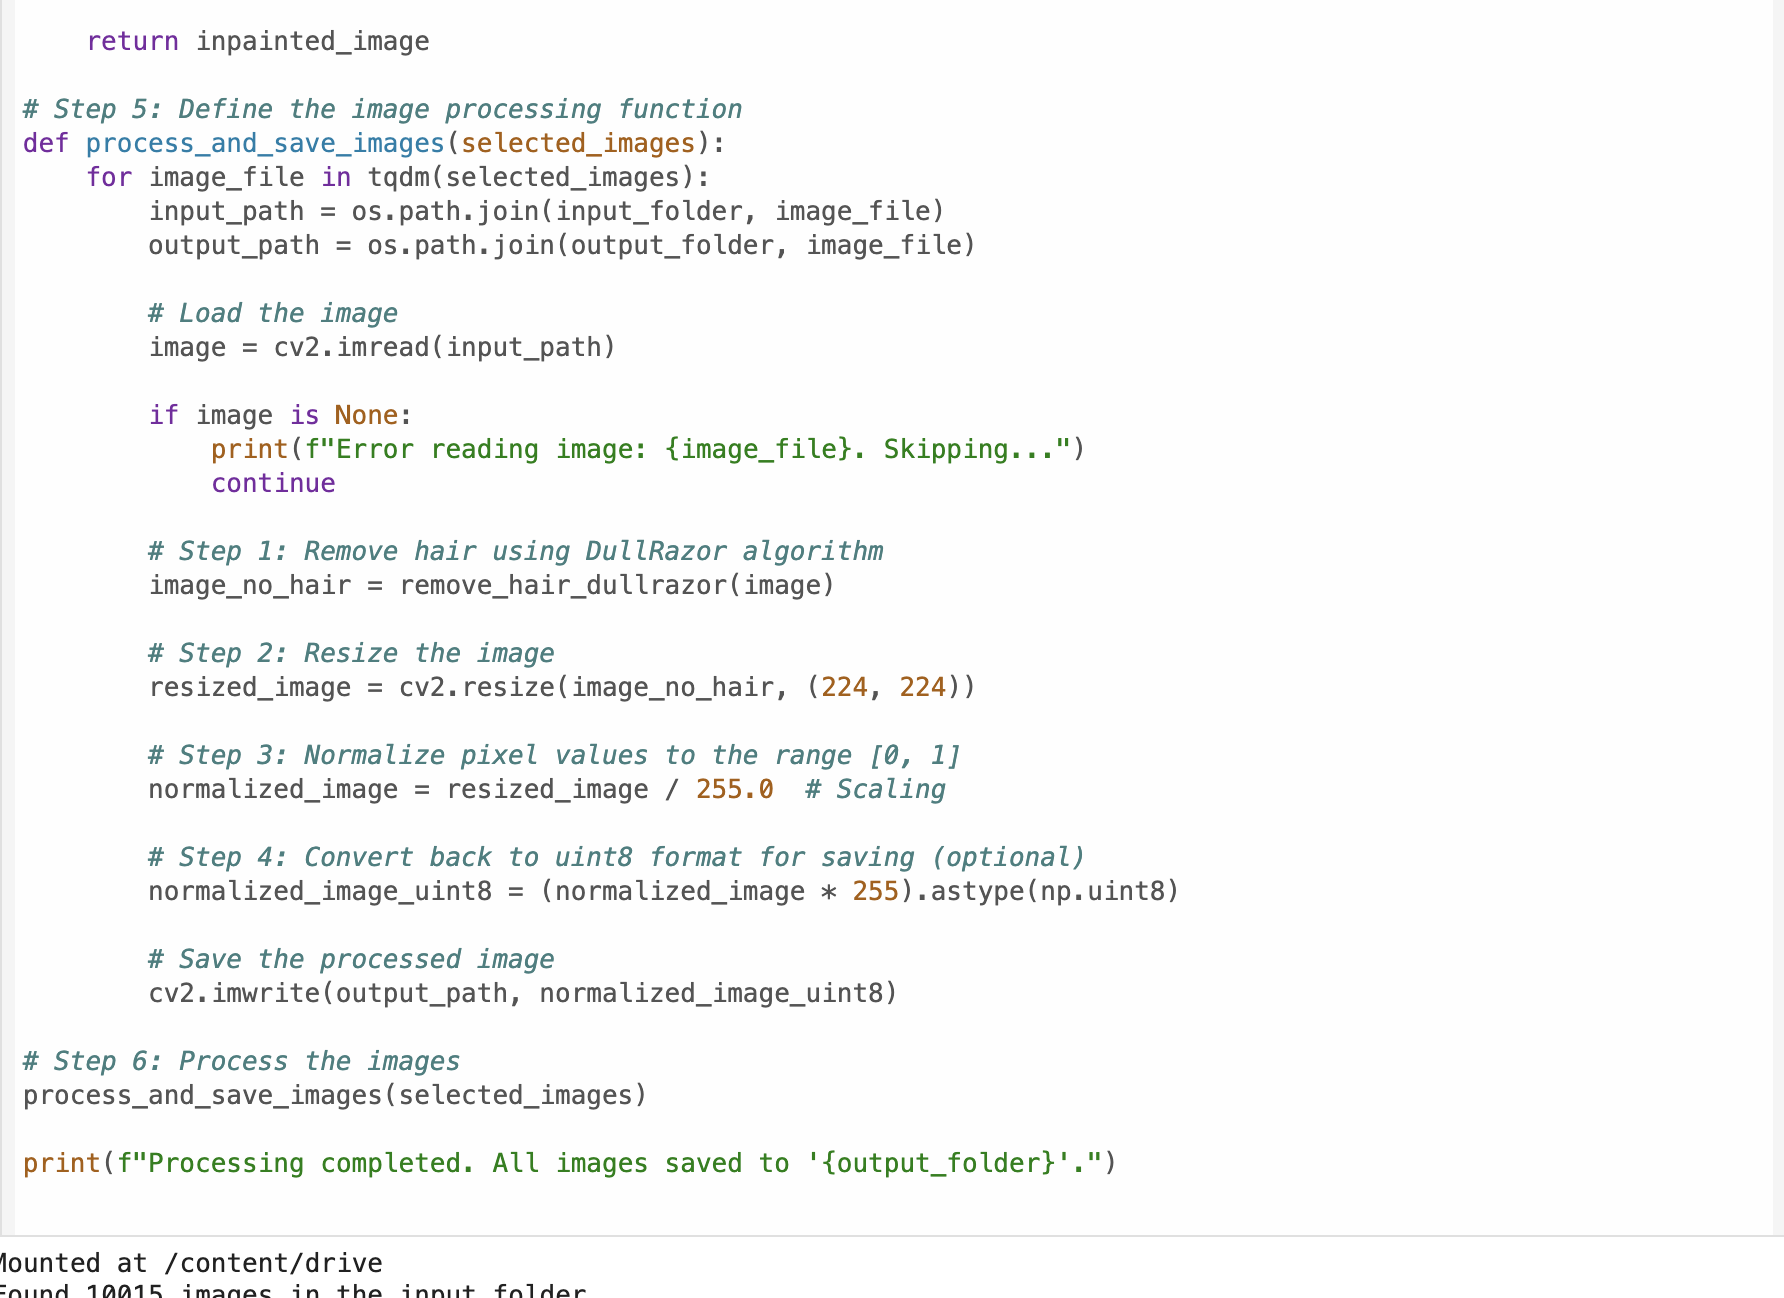 return inpainted_image

# Step 5: Define the image processing function
def process_and_save_images(selected_images):
    for image_file in tqdm(selected_images):
        input_path = os.path.join(input_folder, image_file)
        output_path = os.path.join(output_folder, image_file)

        # Load the image
        image = cv2.imread(input_path)

        if image is None:
            print(f"Error reading image: {image_file}. Skipping...")
            continue

        # Step 1: Remove hair using DullRazor algorithm
        image_no_hair = remove_hair_dullrazor(image)

        # Step 2: Resize the image
        resized_image = cv2.resize(image_no_hair, (224, 224))

        # Step 3: Normalize pixel values to the range [0, 1]
        normalized_image = resized_image / 255.0  # Scaling

        # Step 4: Convert back to uint8 format for saving (optional)
        normalized_image_uint8 = (normalized_image * 255).astype(np.uint8)

        # Save the processed image
        cv2.imwrite(output_path, normalized_image_uint8)

# Step 6: Process the images
process_and_save_images(selected_images)

print(f"Processing completed. All images saved to '{output_folder}'.")

Mounted at /content/drive
Found 10015 images in the input folder